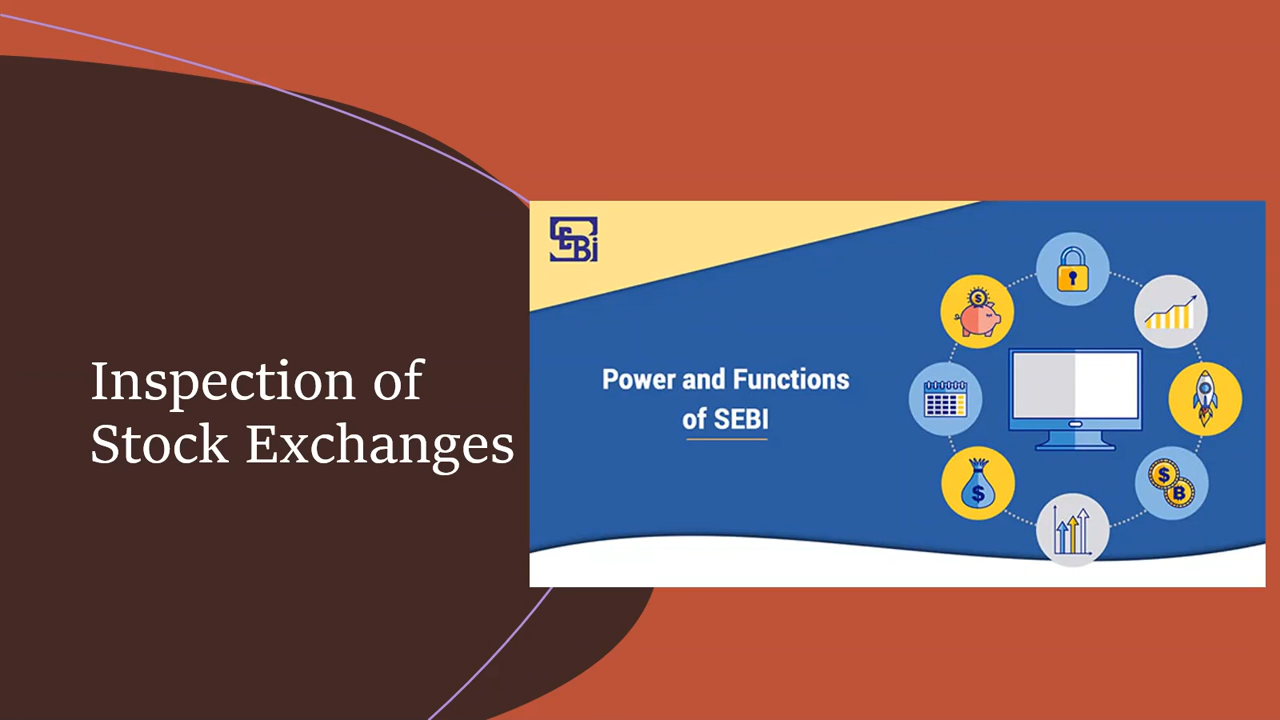 Inspection of
Stock Exchanges
SEBi
Power and Functions
of SEBI
$
$
$
B